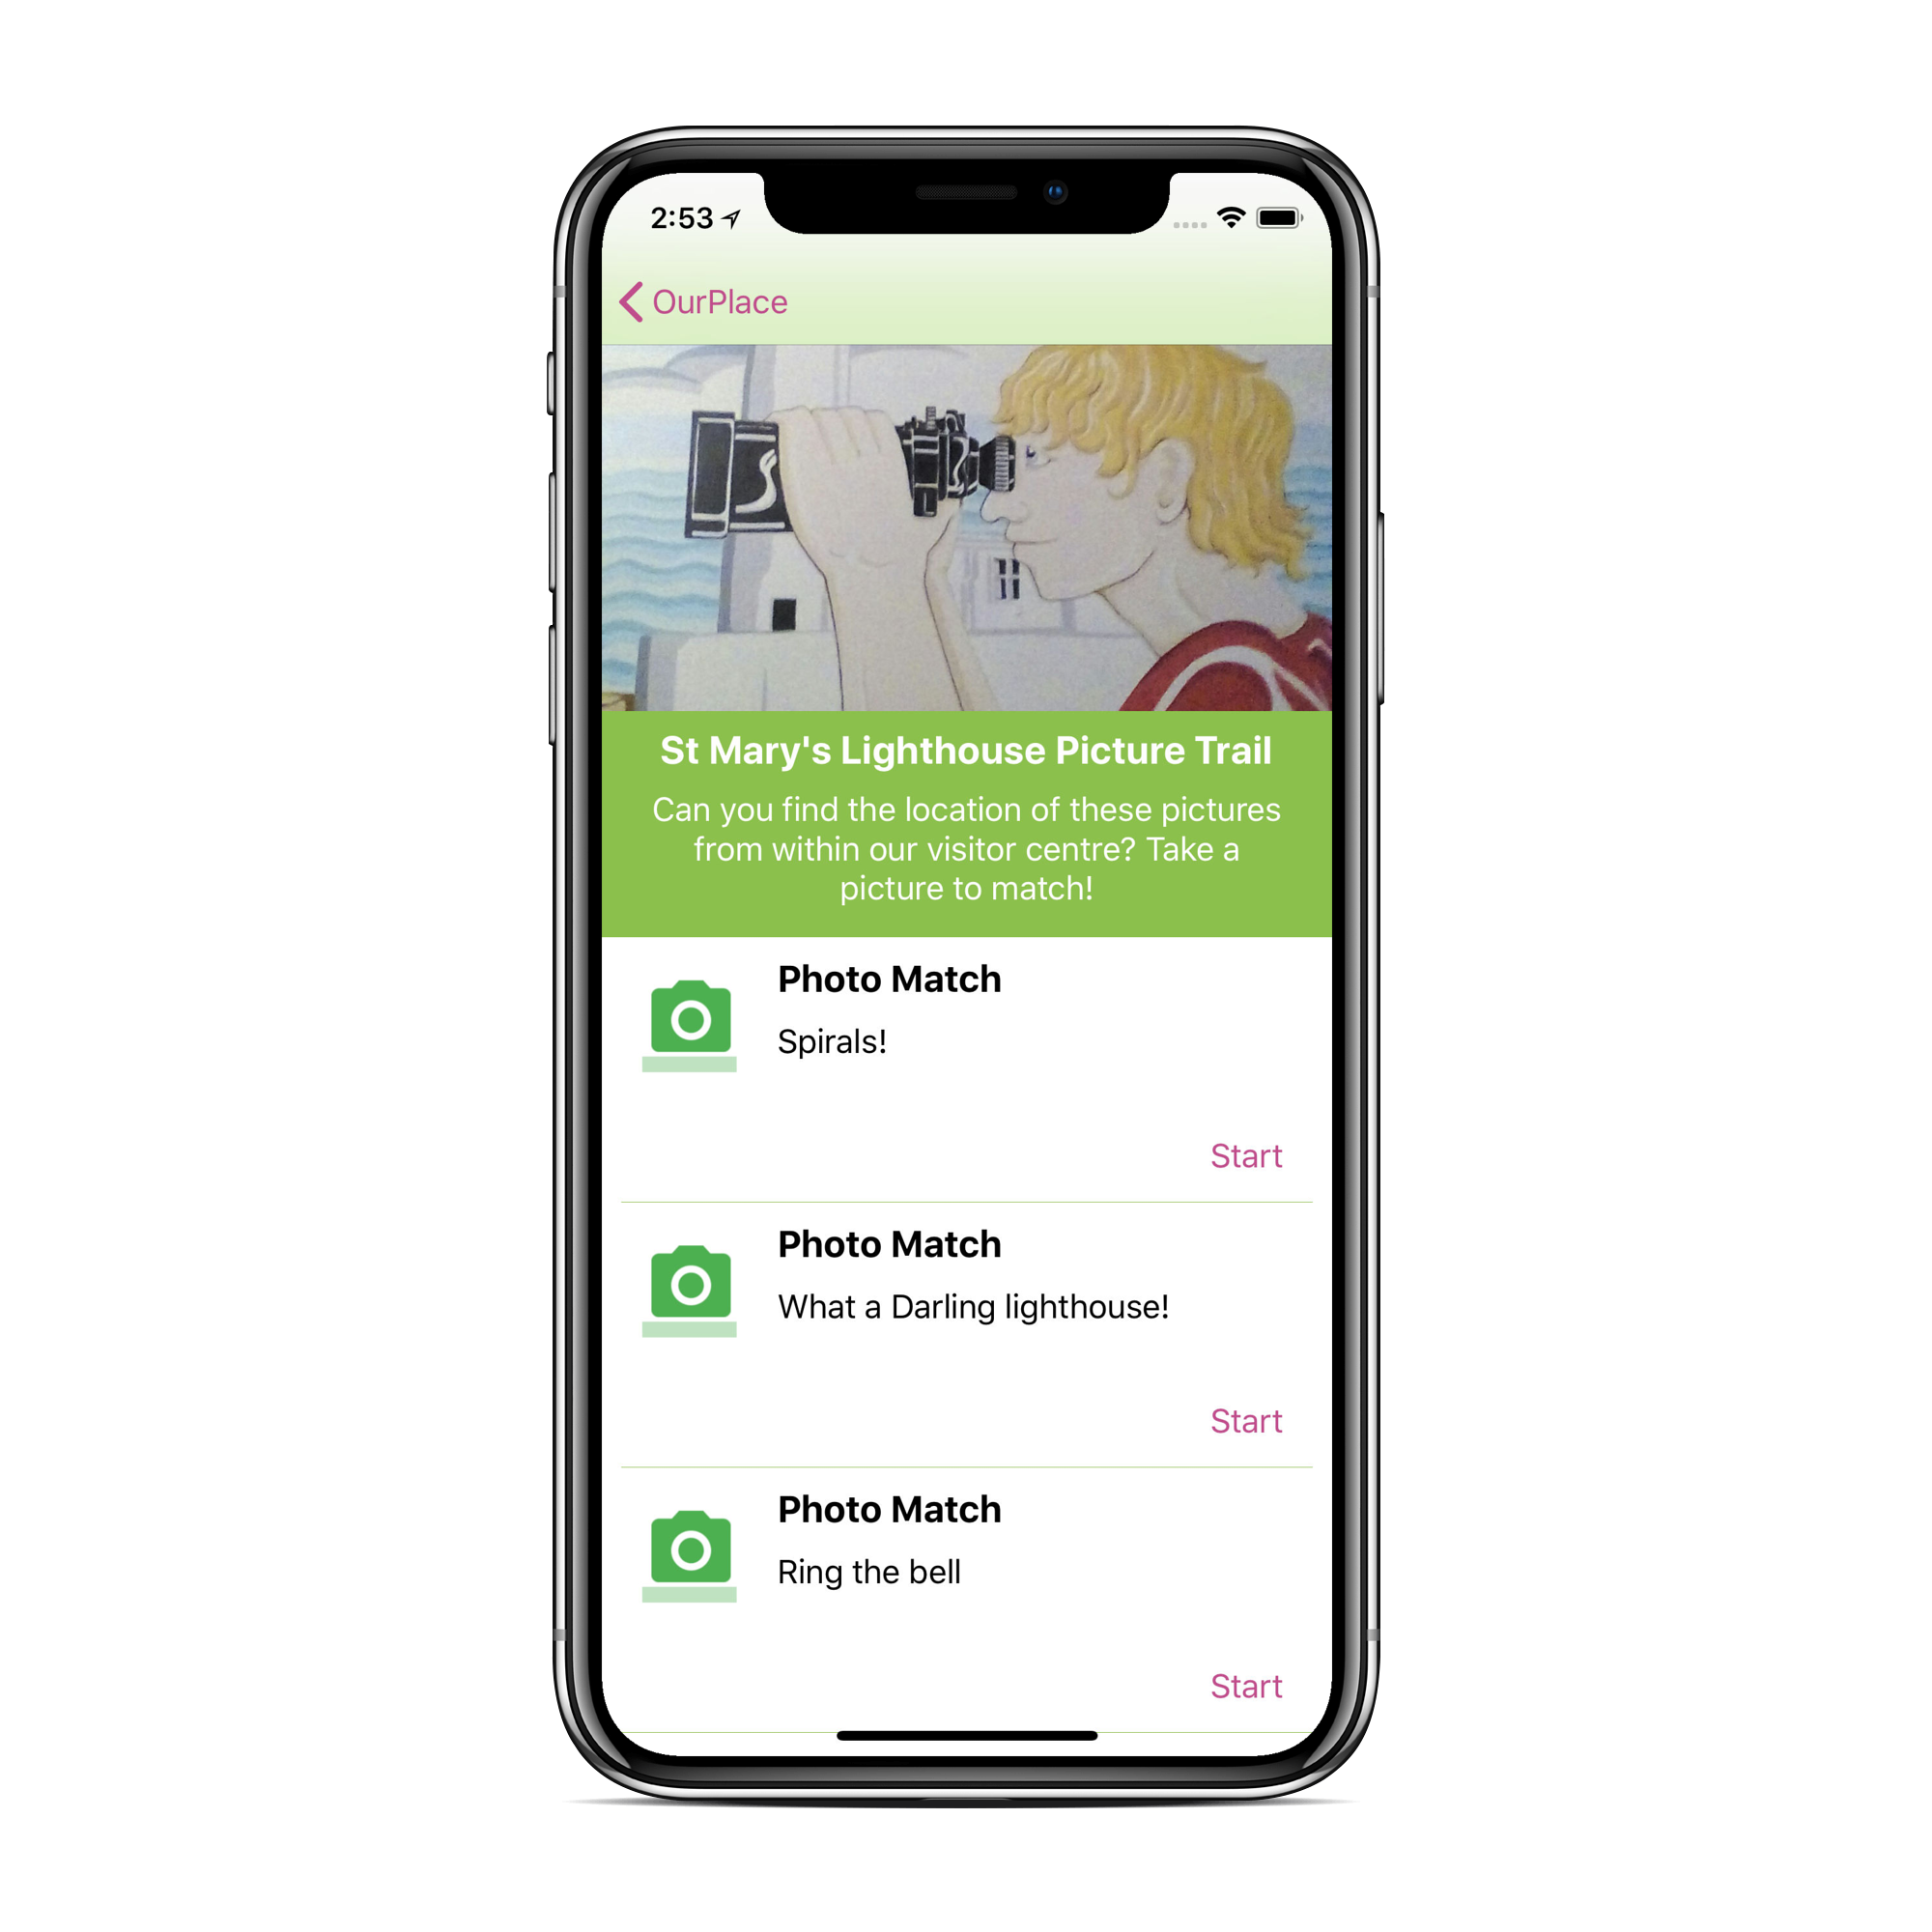 2:53
OurPlace
St Mary's Lighthouse Picture Trail
Can you find the location of these pictures
from within our visitor centre? Take a
picture to match!
Photo Match
Spirals!
Start
Photo Match
What a Darling lighthouse!
Start
Photo Match
Ring the bell
Start